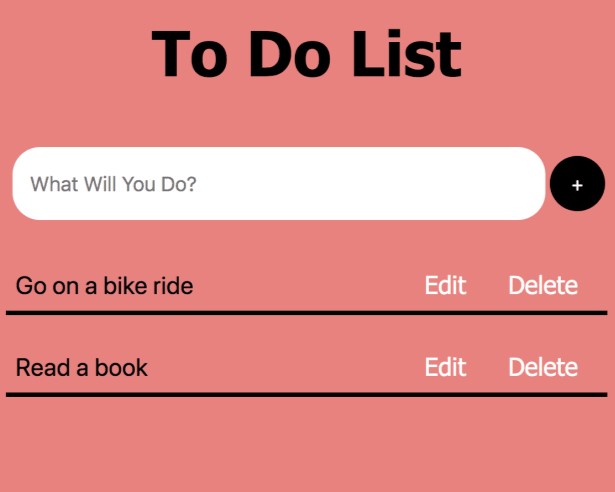 To Do List
What Will You Do?
+
Go on a bike ride Edit Delete
Read a book Edit Delete